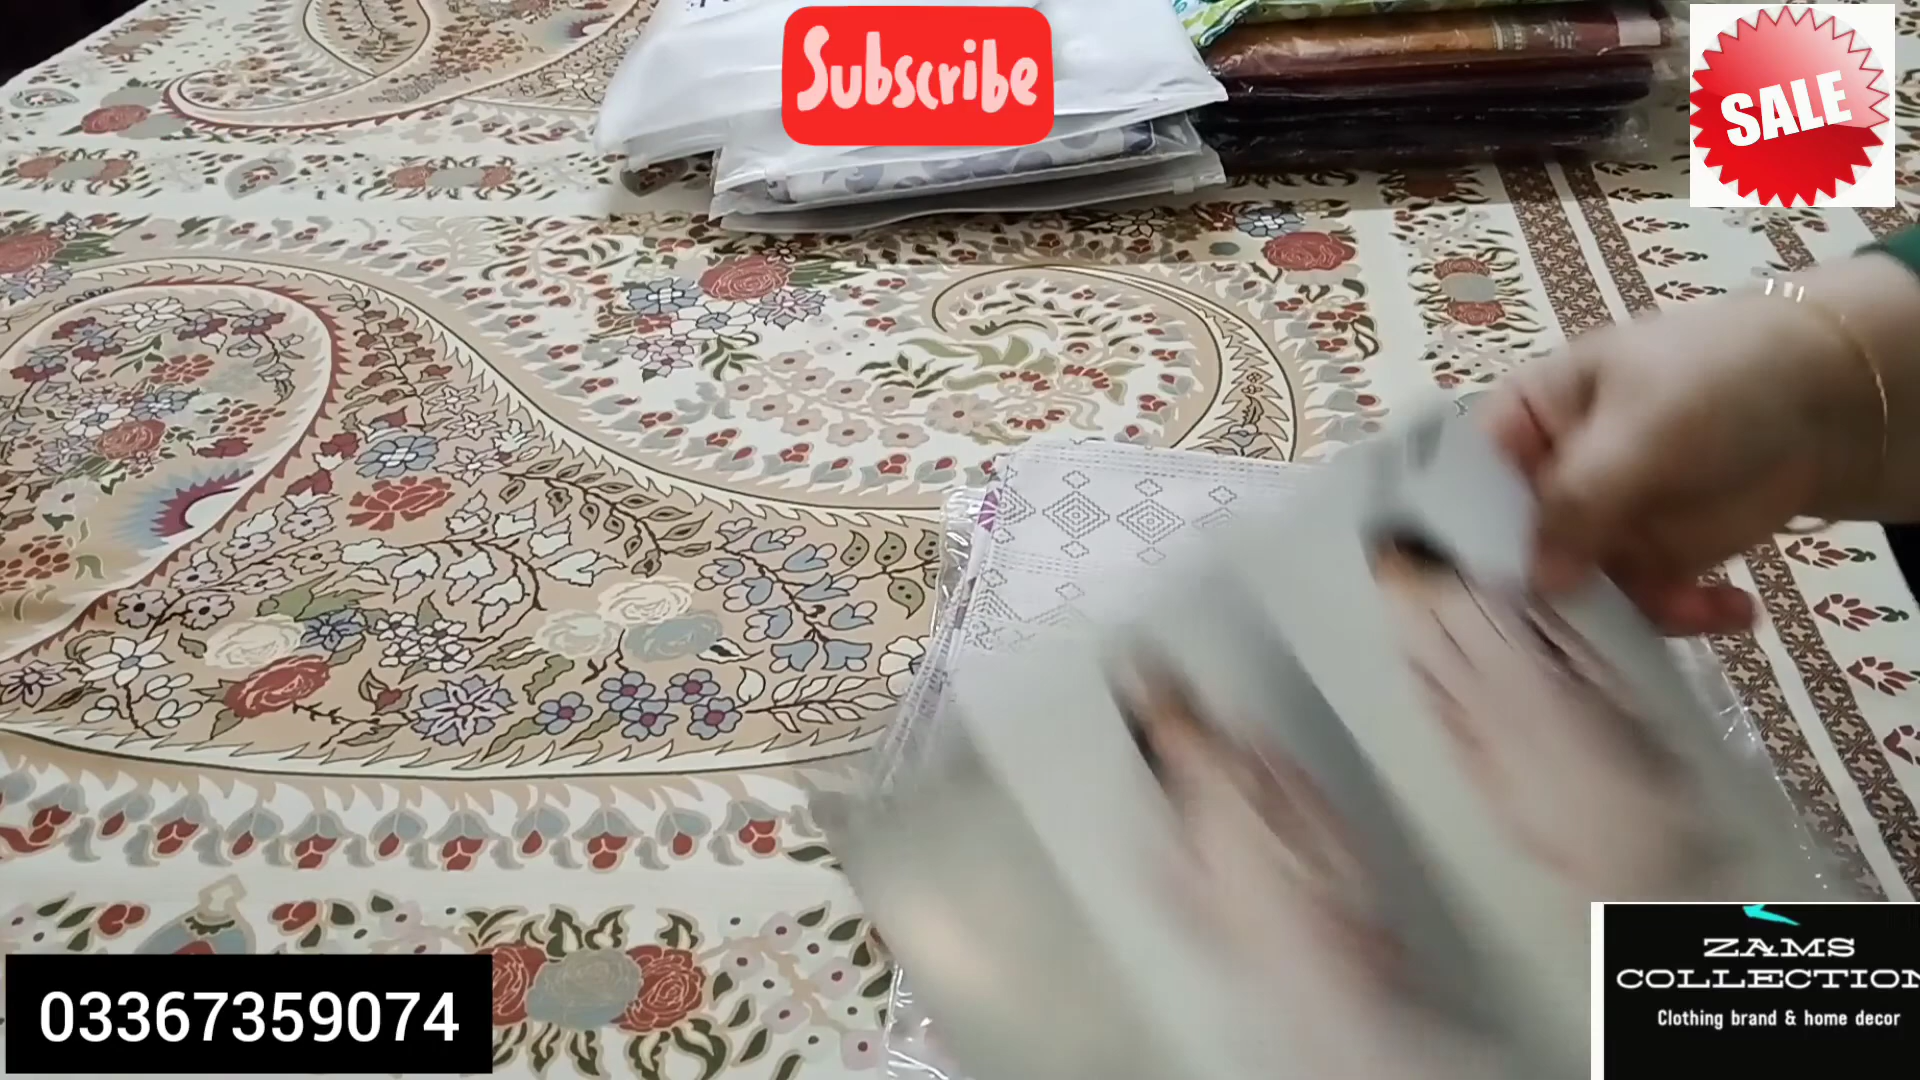 Subscribe
SALE
03367359074
ZAMS
COLLECTION
Clothing brand & home decor